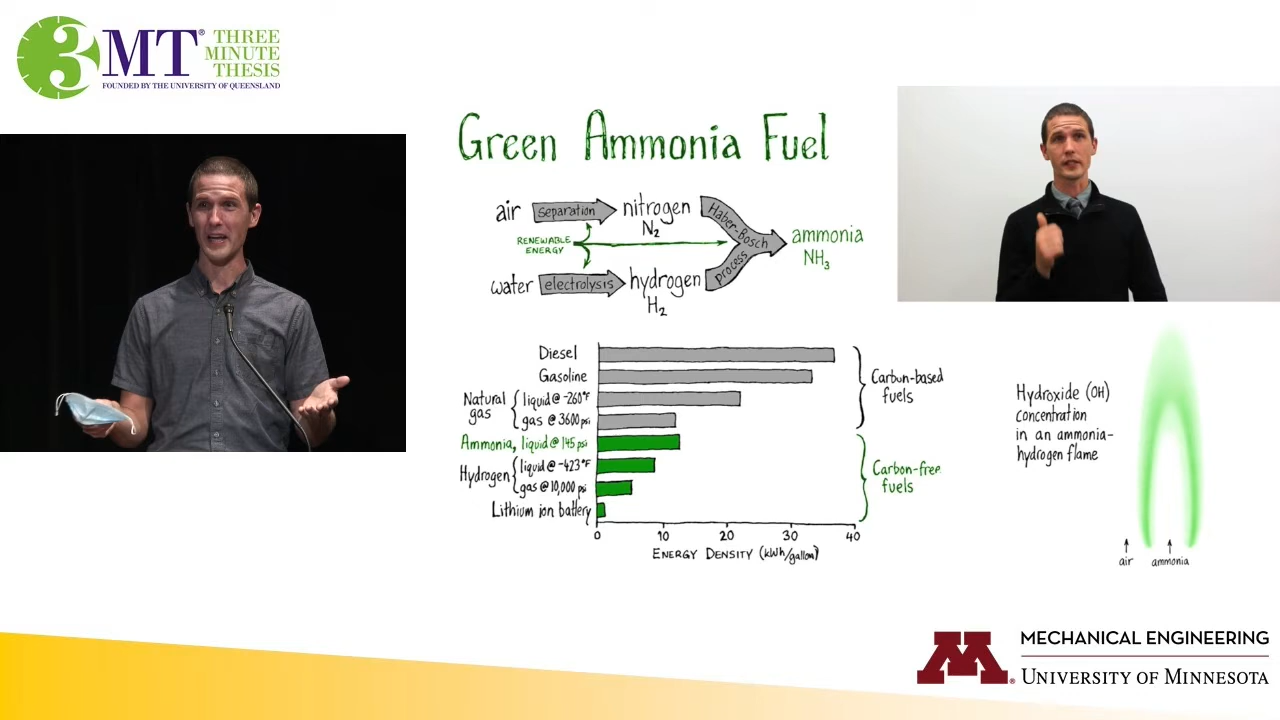 3MT® THREE
MINUTE
THESIS
FOUNDED BY THE UNIVERSITY OF QUEENSLAND
Green Ammonia Fuel
air separation nitrogen
N₂
Haber-Bosch
process
RENEWABLE
ENERGY
ammonia
NH₃
water electrolysis hydrogen
H₂
Diesel
Gasoline
Natural
gas
liquid @ -260°F
gas @ 3600 psi
Carbon-based
fuels
Ammonia, liquid @ 145 psi
Hydrogen
liquid @ -423°F
gas @ 10,000 psi
Lithium ion battery
Carbon-free
fuels
0 10 20 30 40
ENERGY DENSITY (kWh/gallon)
Hydroxide (OH)
concentration
in an ammonia-
hydrogen flame
air ammonia
M®
MECHANICAL ENGINEERING
UNIVERSITY OF MINNESOTA